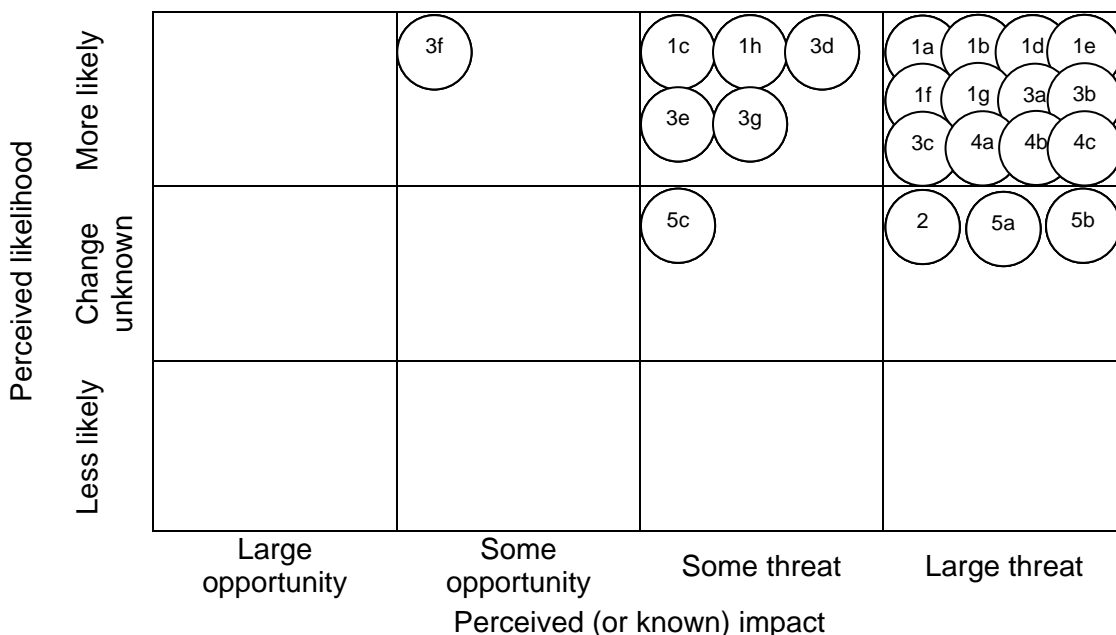 Perceived likelihood
More likely
3f
1c 1h 3d
3e 3g
1a 1b 1d 1e
1f 1g 3a 3b
3c 4a 4b 4c
Change
unknown
5c
2 5a 5b
Less likely
Large
opportunity
Some
opportunity
Some threat
Large threat
Perceived (or known) impact